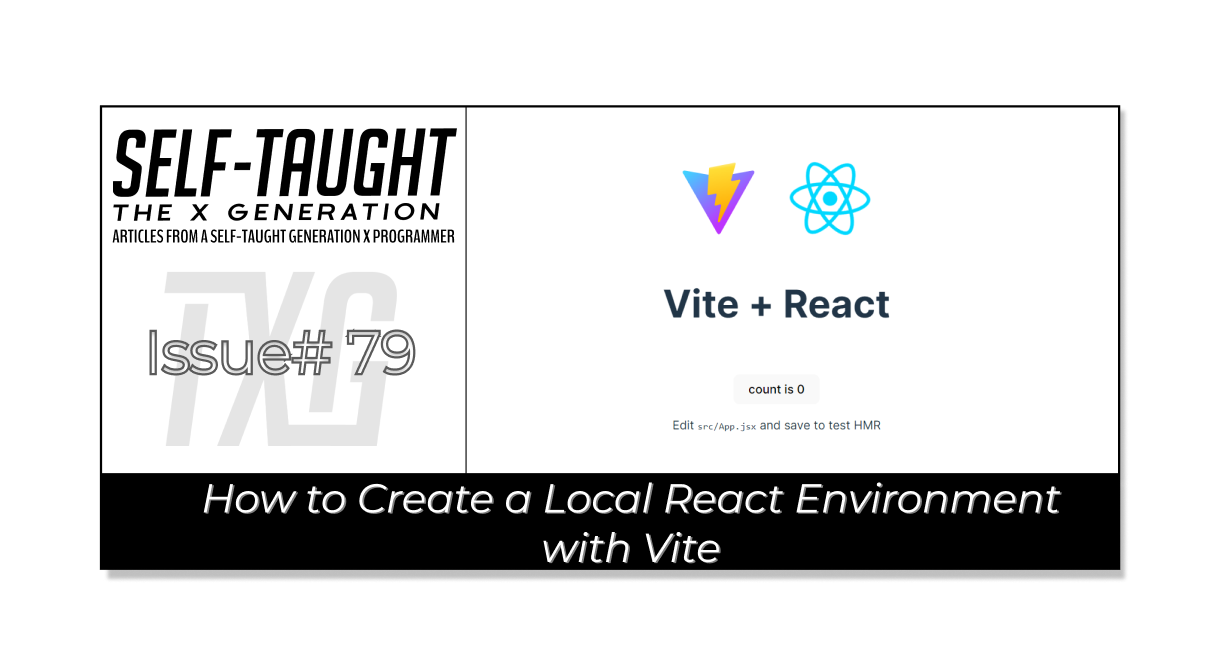 SELF-TAUGHT
THE X GENERATION
ARTICLES FROM A SELF-TAUGHT GENERATION X PROGRAMMER
TXG
Issue# 79
Vite + React
count is 0
Edit src/App.jsx and save to test HMR
How to Create a Local React Environment
with Vite